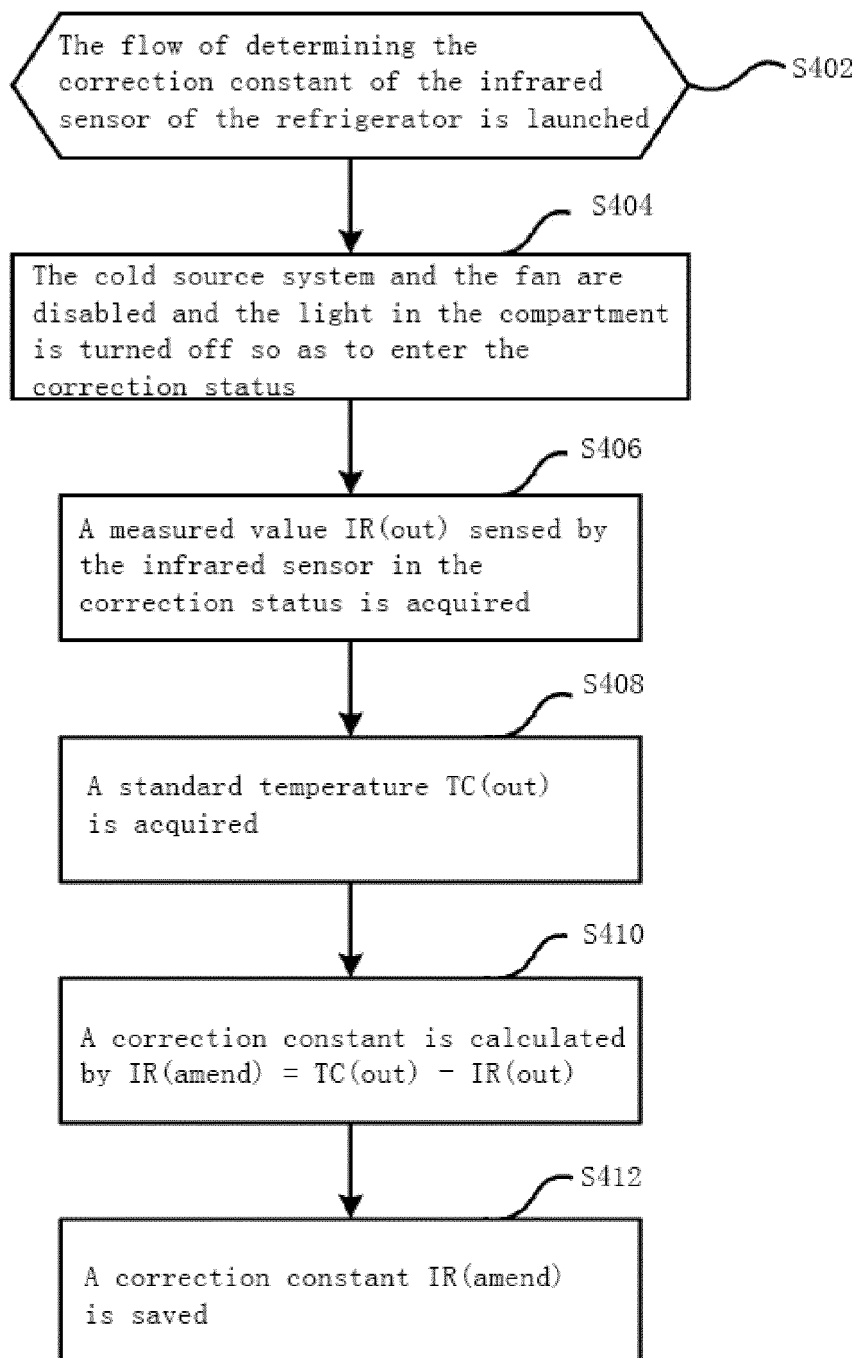 The flow of determining the
correction constant of the infrared
sensor of the refrigerator is launched
S402
S404
The cold source system and the fan are
disabled and the light in the compartment
is turned off so as to enter the
correction status
S406
A measured value IR(out) sensed by
the infrared sensor in the
correction status is acquired
S408
A standard temperature TC(out)
is acquired
S410
A correction constant is calculated
by IR(amend) = TC(out) - IR(out)
S412
A correction constant IR(amend)
is saved